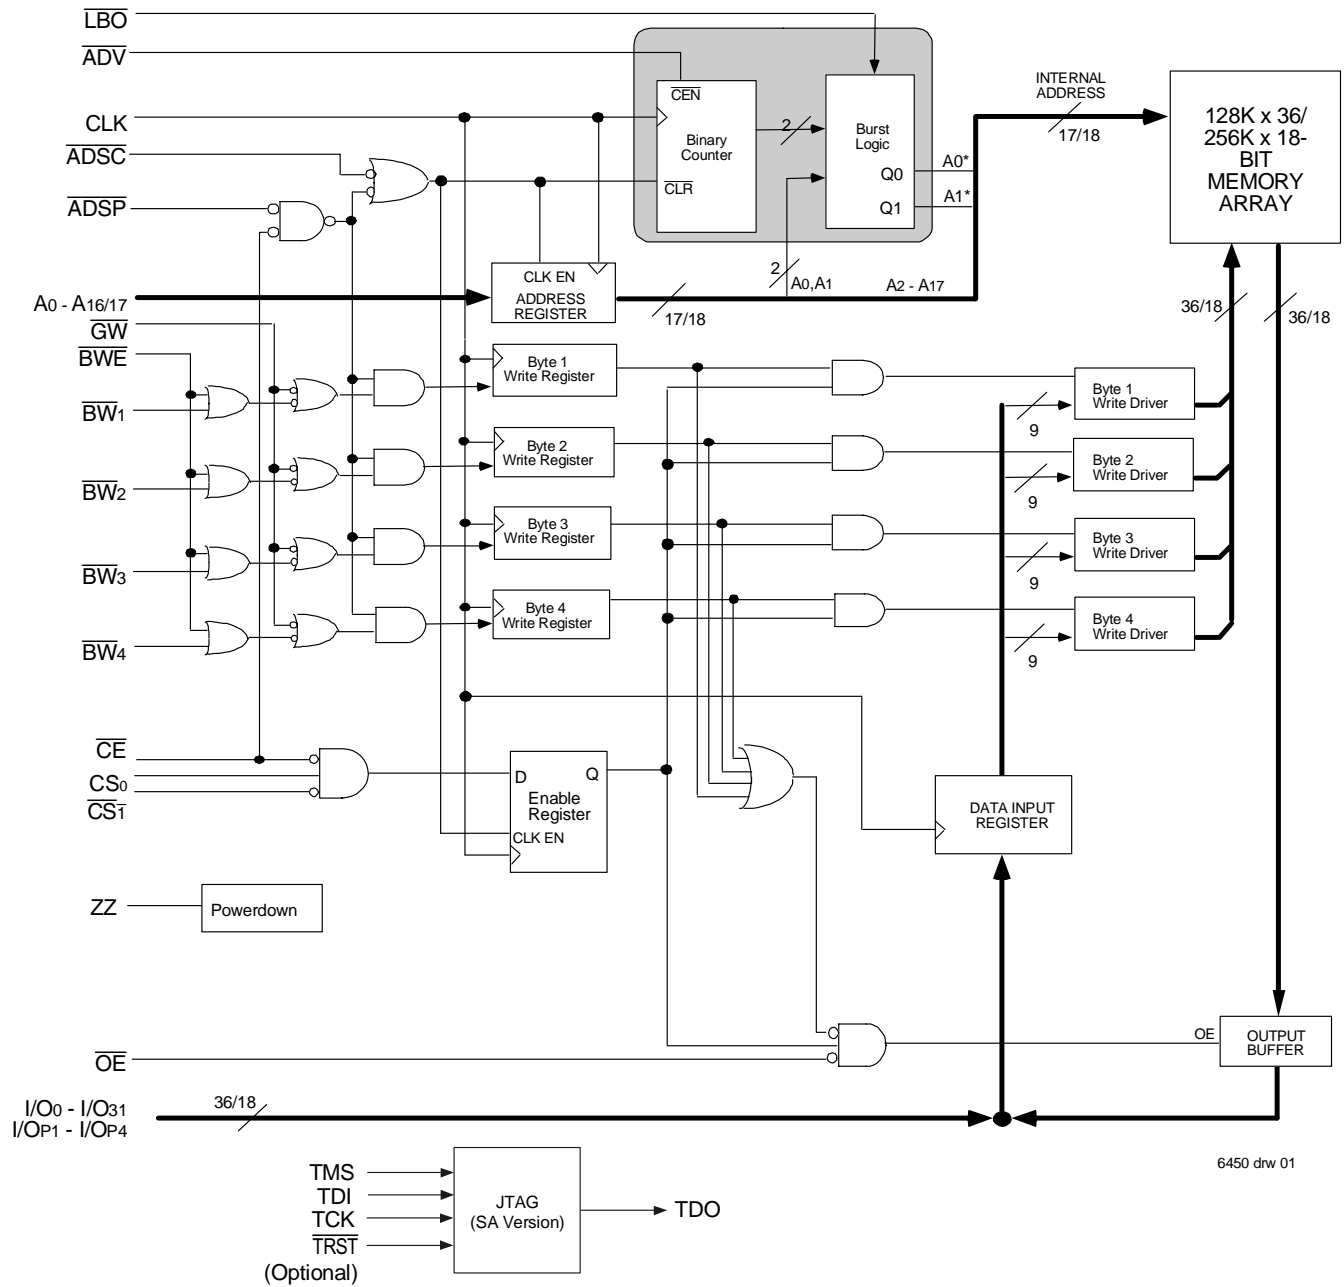 LBO
ADV
CLK
ADSC
ADSP
A0 - A16/17
GW
BWE
BW1
BW2
BW3
BW4
CE
CS0
CS1
ZZ
Powerdown
OE
I/O0 - I/O31
I/OP1 - I/OP4
36/18
CEN
Binary
Counter
CLR
2
Burst
Logic
Q0
Q1
A0*
A1*
INTERNAL
ADDRESS
17/18
128K x 36/
256K x 18-
BIT
MEMORY
ARRAY
CLK EN
ADDRESS
REGISTER
17/18
2
A0,A1
A2 - A17
36/18
36/18
Byte 1
Write Register
Byte 2
Write Register
Byte 3
Write Register
Byte 4
Write Register
9
Byte 1
Write Driver
9
Byte 2
Write Driver
9
Byte 3
Write Driver
9
Byte 4
Write Driver
D
Q
Enable
Register
CLK EN
DATA INPUT
REGISTER
OE
OUTPUT
BUFFER
6450 drw 01
TMS
TDI
TCK
TRST
(Optional)
JTAG
(SA Version)
TDO